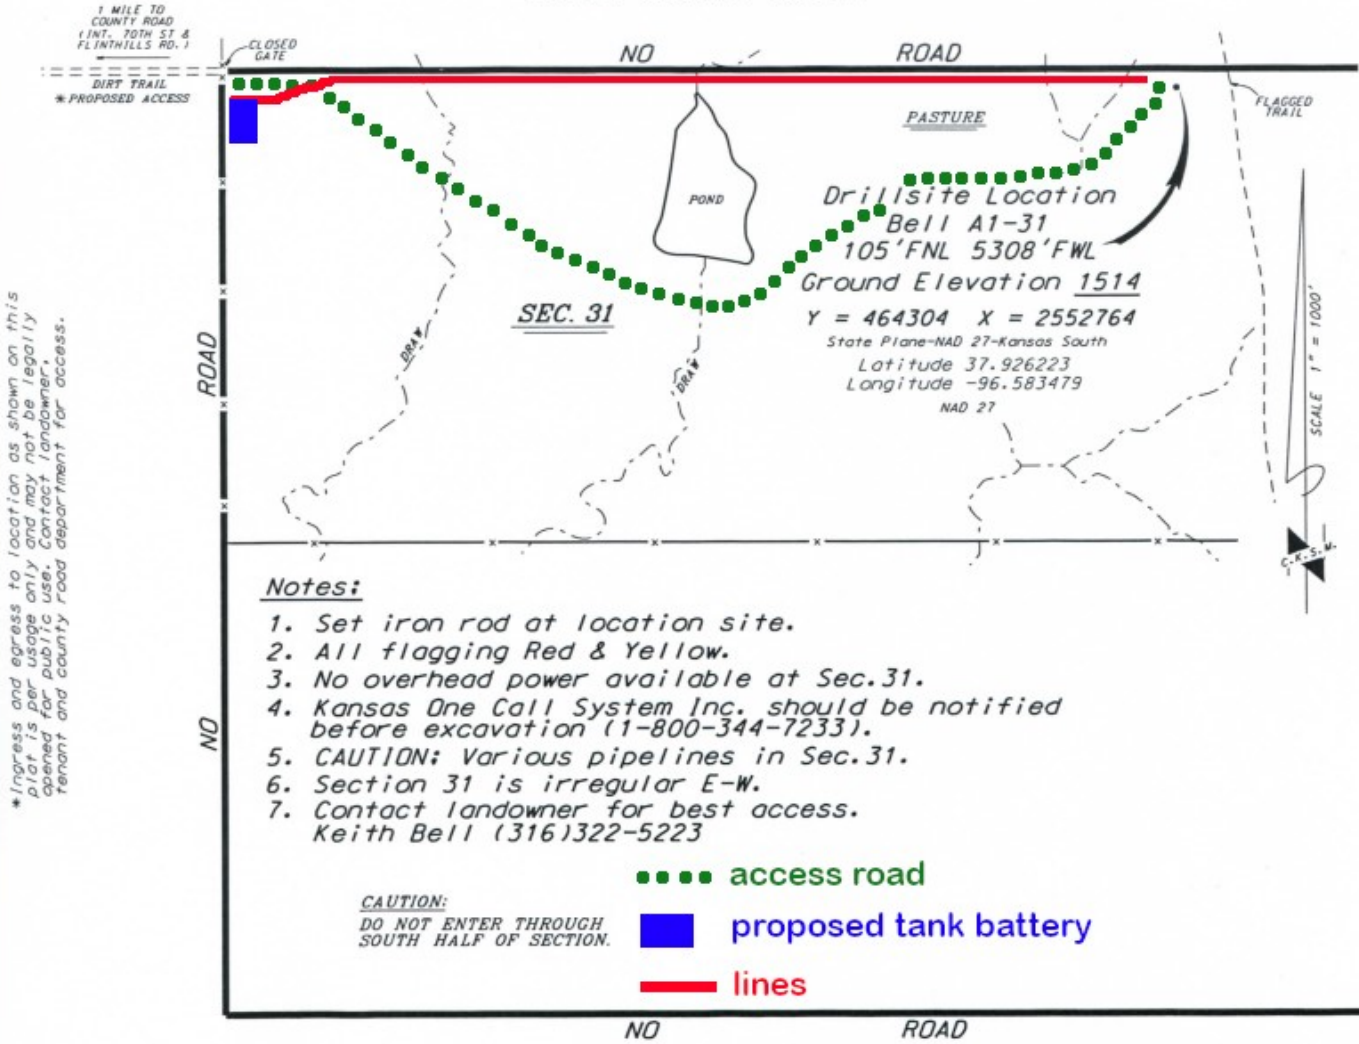 1 MILE TO
COUNTY ROAD
(INT. 70TH ST &
FLINTHILLS RD.)
CLOSED
GATE
NO ROAD
DIRT TRAIL
*PROPOSED ACCESS
FLAGGED
TRAIL
PASTURE
POND
Drillsite Location
Bell A1-31
105'FNL 5308'FWL
Ground Elevation 1514
SEC. 31
Y = 464304 X = 2552764
State Plane-NAD 27-Kansas South
Latitude 37.926223
Longitude -96.583479
NAD 27
DRAW
DRAW
ROAD
NO
SCALE 1" = 1000'
C.K.S.W.
*Ingress and egress to location as shown on this
plat is per usage only and may not be legally
opened for public use. Contact landowner,
tenant and county road department for access.
Notes:
1. Set iron rod at location site.
2. All flagging Red & Yellow.
3. No overhead power available at Sec.31.
4. Kansas One Call System Inc. should be notified
before excavation (1-800-344-7233).
5. CAUTION: Various pipelines in Sec.31.
6. Section 31 is irregular E-W.
7. Contact landowner for best access.
Keith Bell (316)322-5223
access road
CAUTION:
DO NOT ENTER THROUGH
SOUTH HALF OF SECTION.
proposed tank battery
lines
NO ROAD